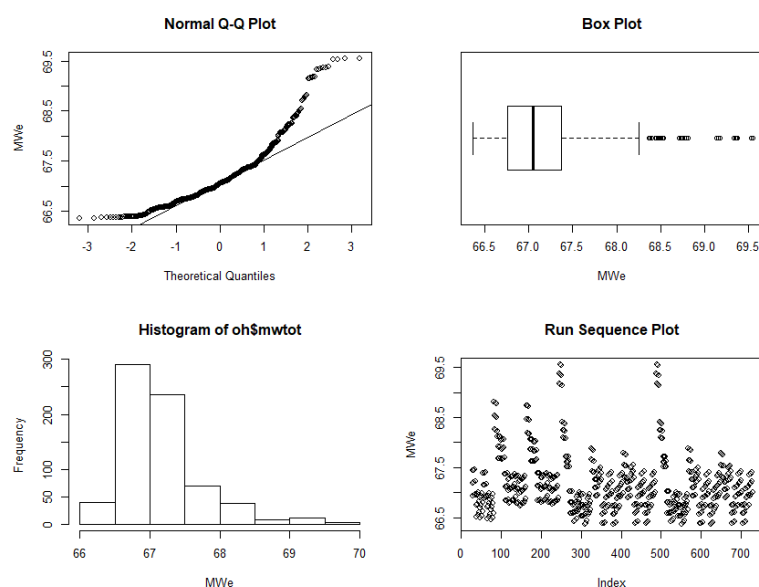 Normal Q-Q Plot
MWe
66.5 67.5 68.5 69.5
-3 -2 -1 0 1 2 3
Theoretical Quantiles
Box Plot
66.5 67.0 67.5 68.0 68.5 69.0 69.5
MWe
Histogram of oh$mwtot
Frequency
0 50 100 200 300
66 67 68 69 70
MWe
Run Sequence Plot
MWe
66.5 67.5 68.5 69.5
0 100 200 300 400 500 600 700
Index